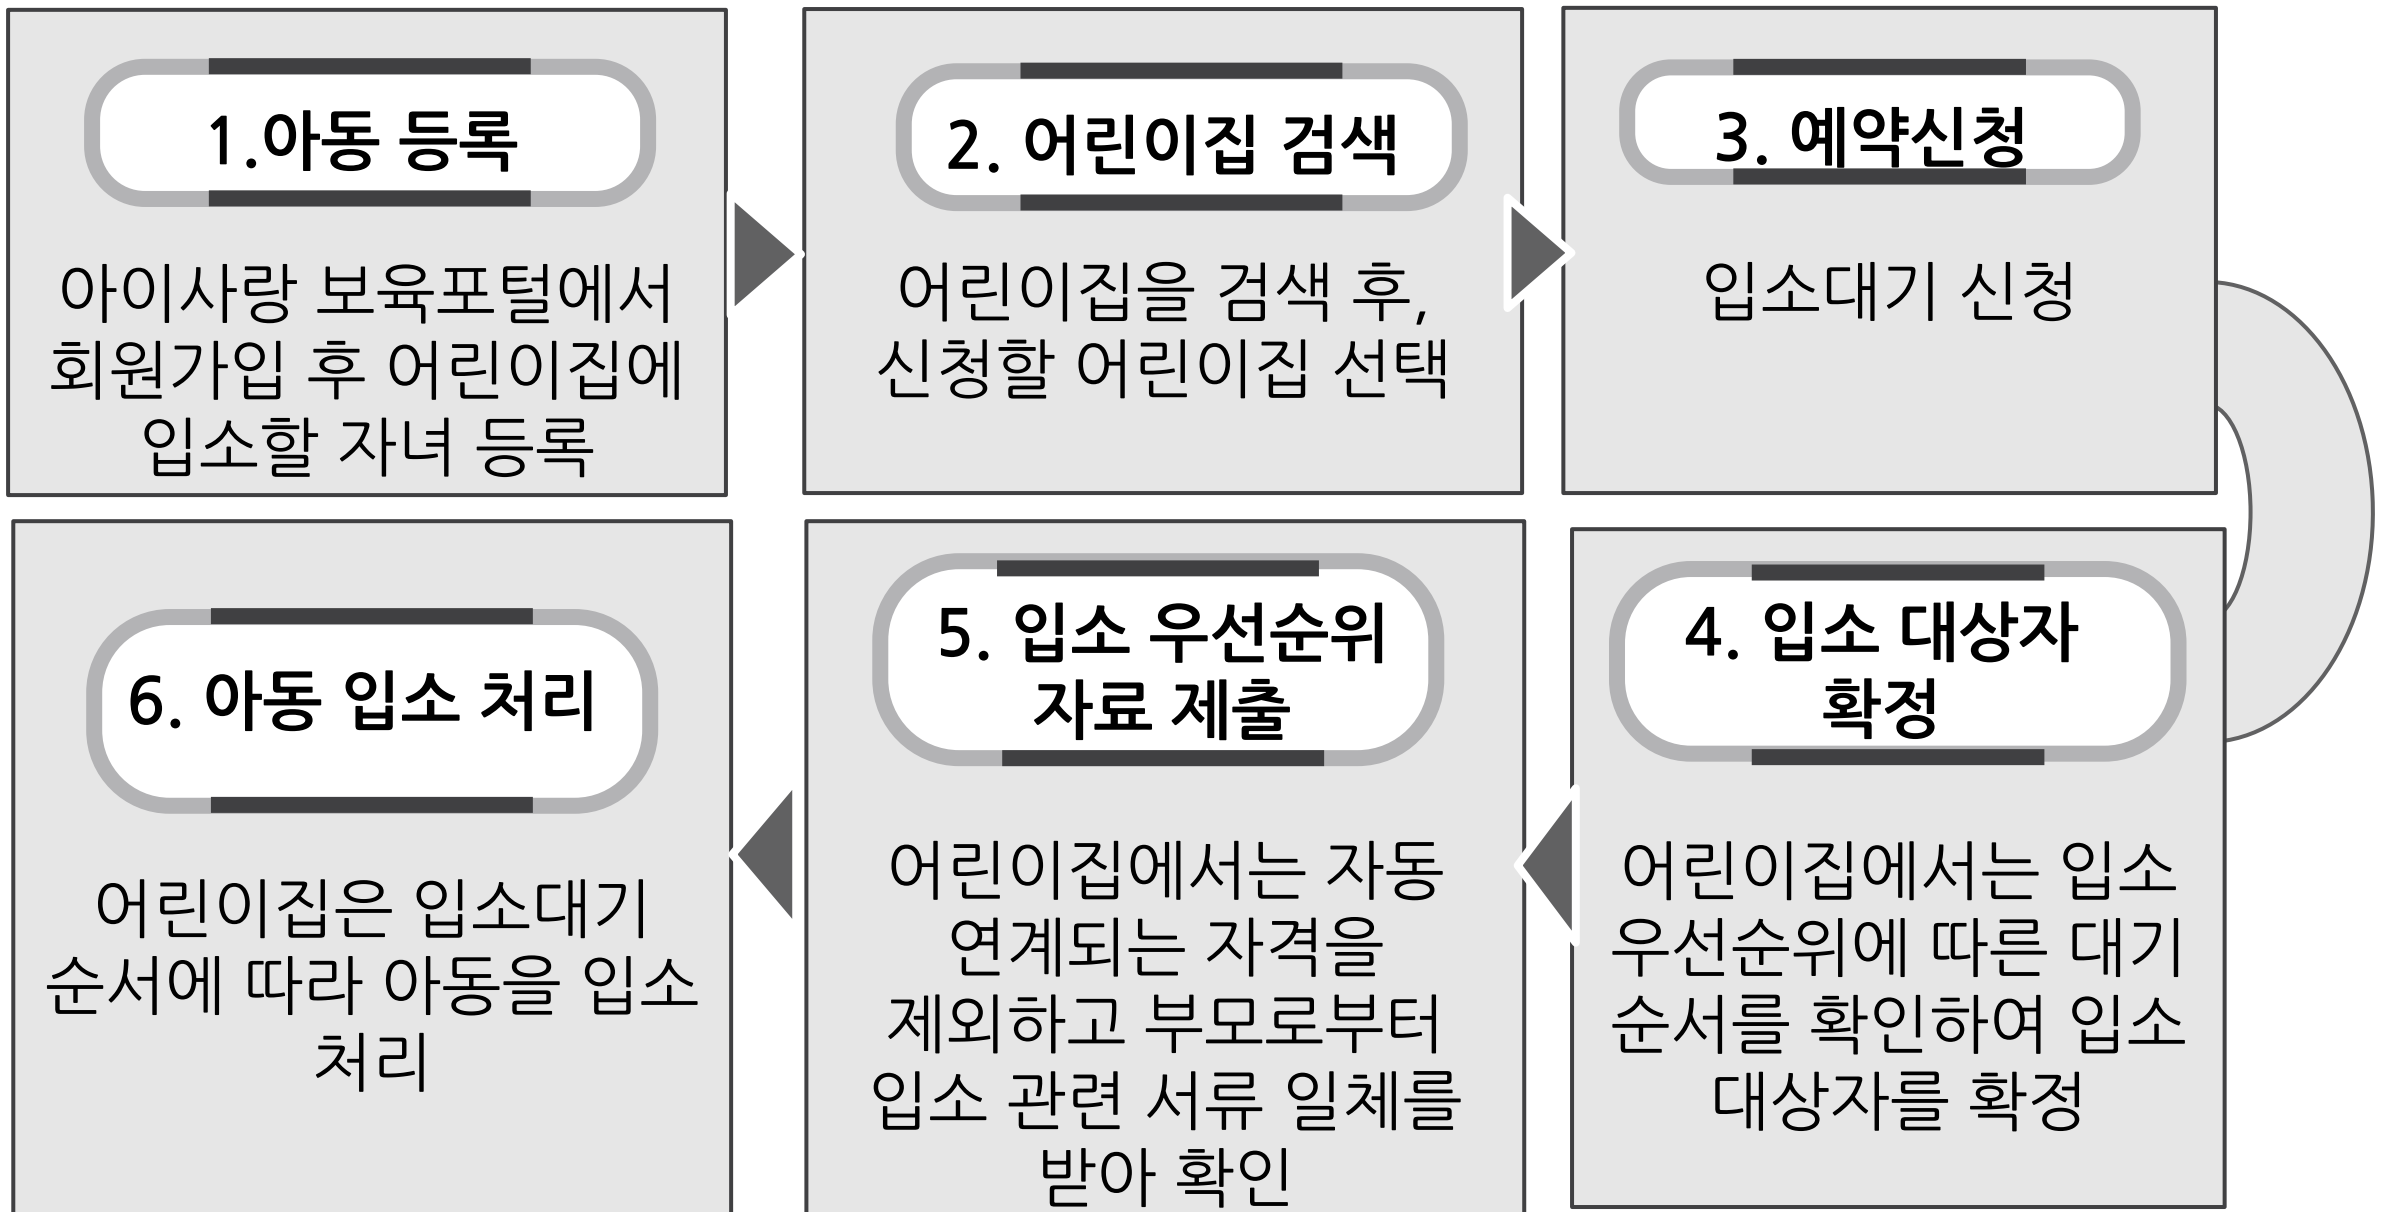 1.아동 등록
아이사랑 보육포털에서
회원가입 후 어린이집에
입소할 자녀 등록
2. 어린이집 검색
어린이집을 검색 후,
신청할 어린이집 선택
3. 예약신청
입소대기 신청
4. 입소 대상자
확정
어린이집에서는 입소
우선순위에 따른 대기
순서를 확인하여 입소
대상자를 확정
5. 입소 우선순위
자료 제출
어린이집에서는 자동
연계되는 자격을
제외하고 부모로부터
입소 관련 서류 일체를
받아 확인
6. 아동 입소 처리
어린이집은 입소대기
순서에 따라 아동을 입소
처리